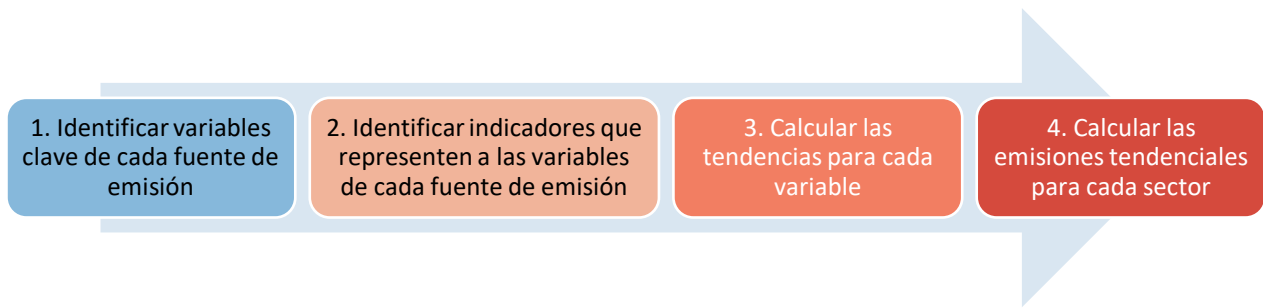 1. Identificar variables
clave de cada fuente de
emisión
2. Identificar indicadores que
representen a las variables
de cada fuente de emisión
3. Calcular las
tendencias para cada
variable
4. Calcular las
emisiones tendenciales
para cada sector